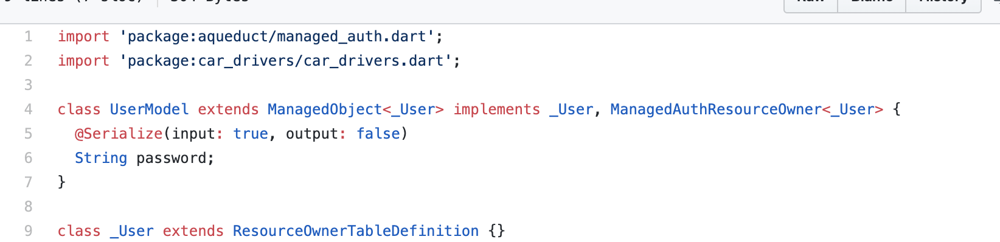 1 import 'package:aqueduct/managed_auth.dart';
2 import 'package:car_drivers/car_drivers.dart';
3
4 class UserModel extends ManagedObject<_User> implements _User, ManagedAuthResourceOwner<_User> {
5 @Serialize(input: true, output: false)
6 String password;
7 }
8
9 class _User extends ResourceOwnerTableDefinition {}